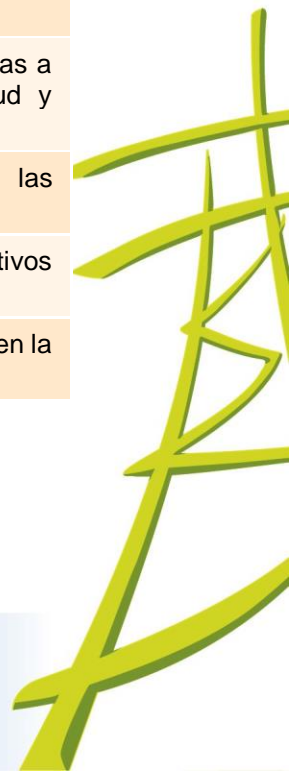 as a
ud y
las
tivos
en la